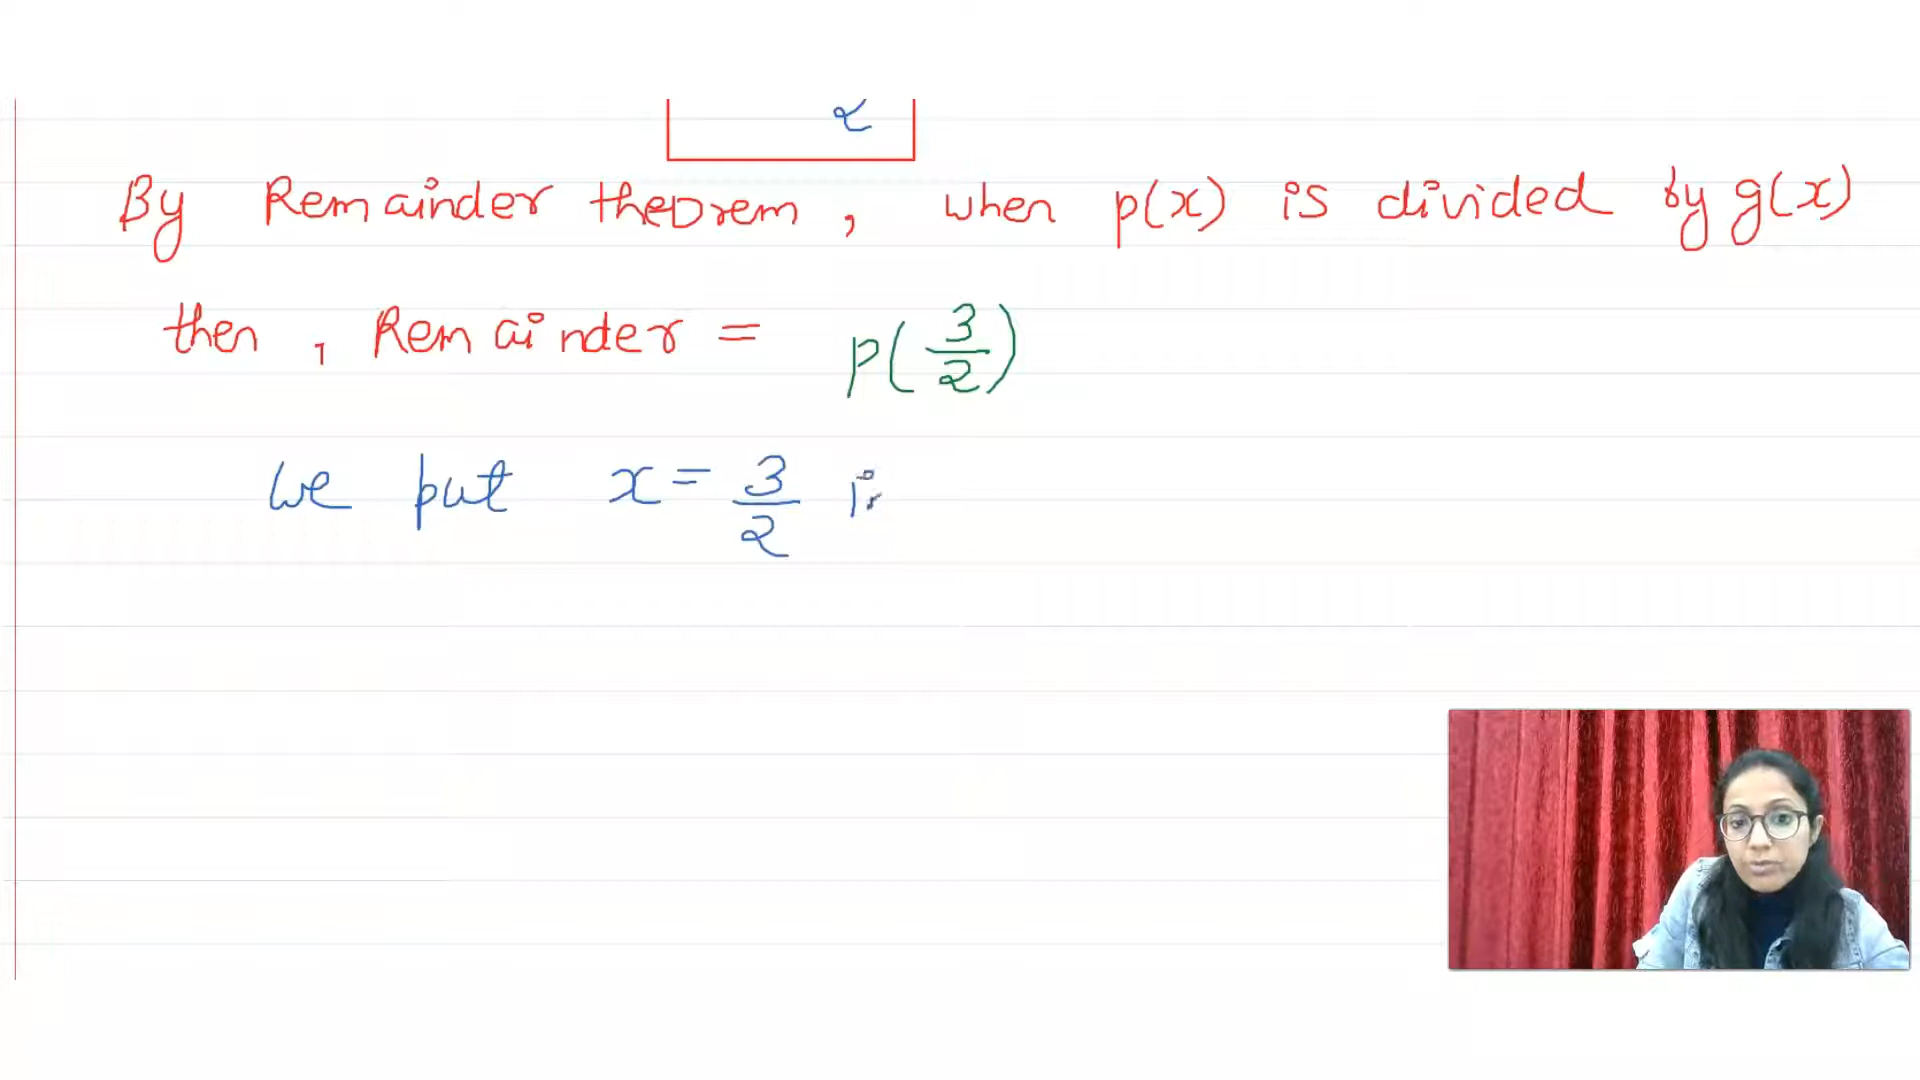 2
By Remainder theorem, when p(x) is divided by g(x)
then, Remainder = p(3/2)
We put x = 3/2